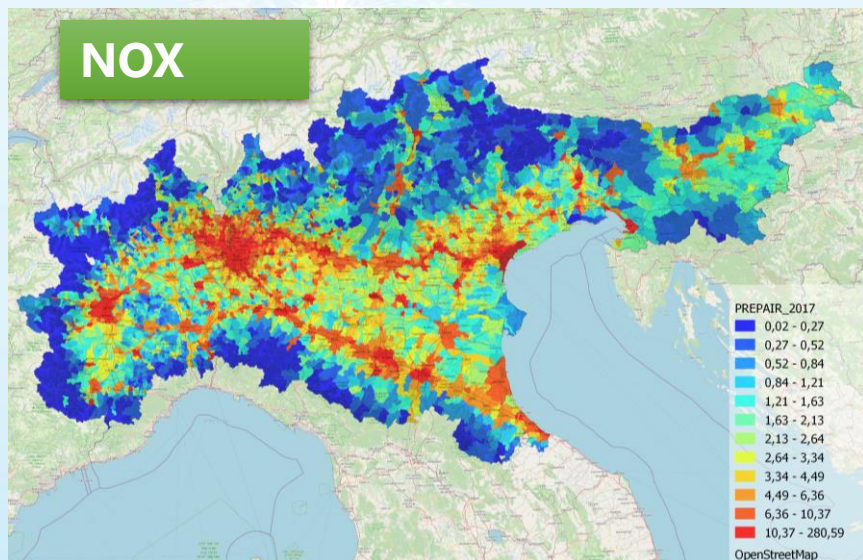 NOX
PREPAIR_2017
0,02 - 0,27
0,27 - 0,52
0,52 - 0,84
0,84 - 1,21
1,21 - 1,63
1,63 - 2,13
2,13 - 2,64
2,64 - 3,34
3,34 - 4,49
4,49 - 6,36
6,36 - 10,37
10,37 - 280,59
OpenStreetMap